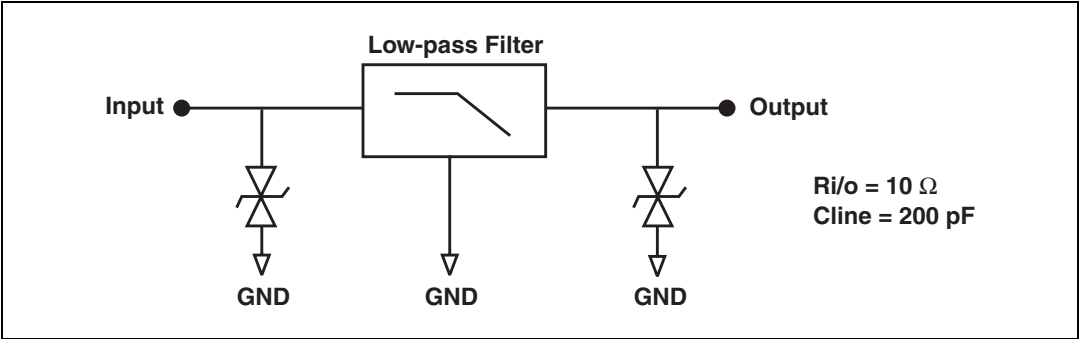 Low-pass Filter
Input
Output
Ri/o = 10 Ω
Cline = 200 pF
GND
GND
GND